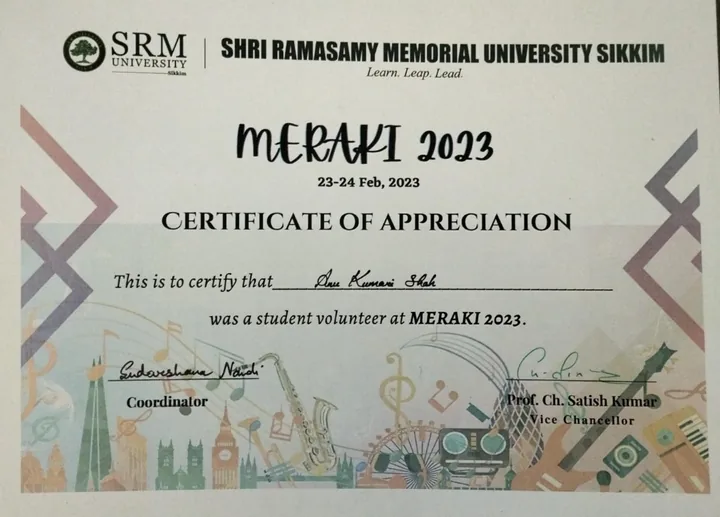 SRM
UNIVERSITY
Sikkim
SHRI RAMASAMY MEMORIAL UNIVERSITY SIKKIM
Learn. Leap. Lead.
MERAKI 2023
23-24 Feb, 2023
CERTIFICATE OF APPRECIATION
This is to certify that Anu Kumari Shah
was a student volunteer at MERAKI 2023.
Sudarshana Nandi
Coordinator
Prof. Ch. Satish Kumar
Vice Chancellor